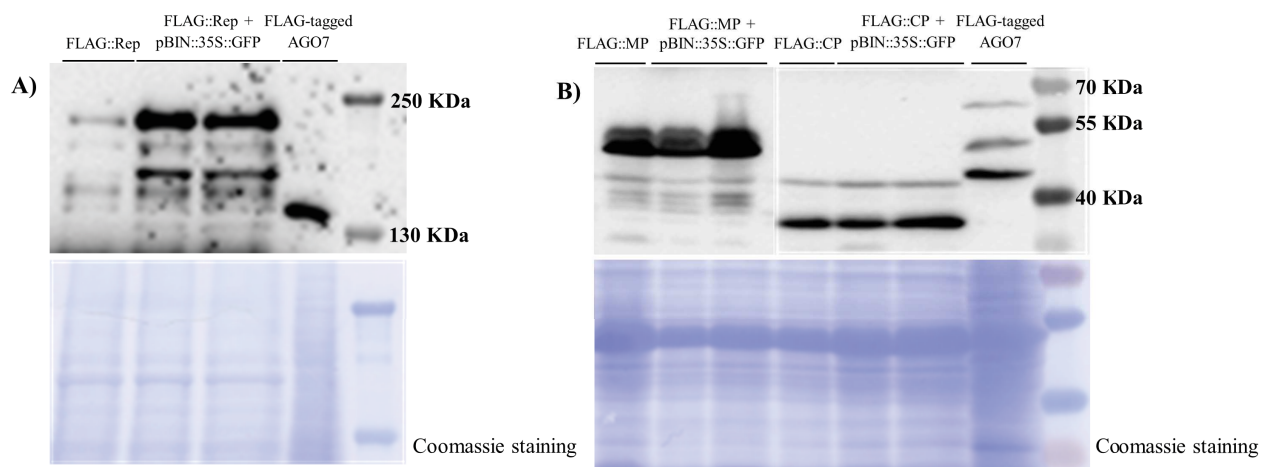 A)
FLAG::Rep
FLAG::Rep +
pBIN::35S::GFP
FLAG-tagged
AGO7
250 KDa
130 KDa
Coomassie staining
B)
FLAG::MP
FLAG::MP +
pBIN::35S::GFP
FLAG::CP
FLAG::CP +
pBIN::35S::GFP
FLAG-tagged
AGO7
70 KDa
55 KDa
40 KDa
Coomassie staining